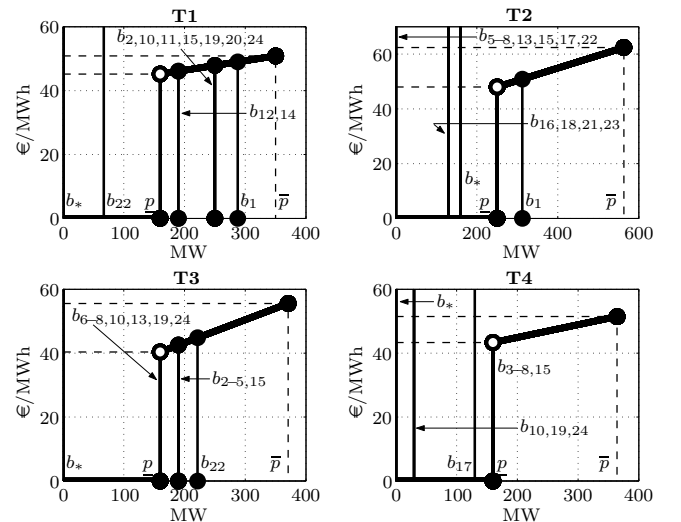 T1
60
40
20
0
€/MWh
b2,10,11,15,19,20,24
b12,14
b* b22 p b1 p̅
0 100 200 300 400
MW
T2
60
40
20
0
€/MWh
b5–8,13,15,17,22
b16,18,21,23
b*
p b1 p̅
0 200 400 600
MW
T3
60
40
20
0
€/MWh
b6–8,10,13,19,24
b2–5,15
b* p b22 p̅
0 100 200 300 400
MW
T4
60
40
20
0
€/MWh
b*
b3–8,15
b10,19,24
b17 p p̅
0 100 200 300 400
MW